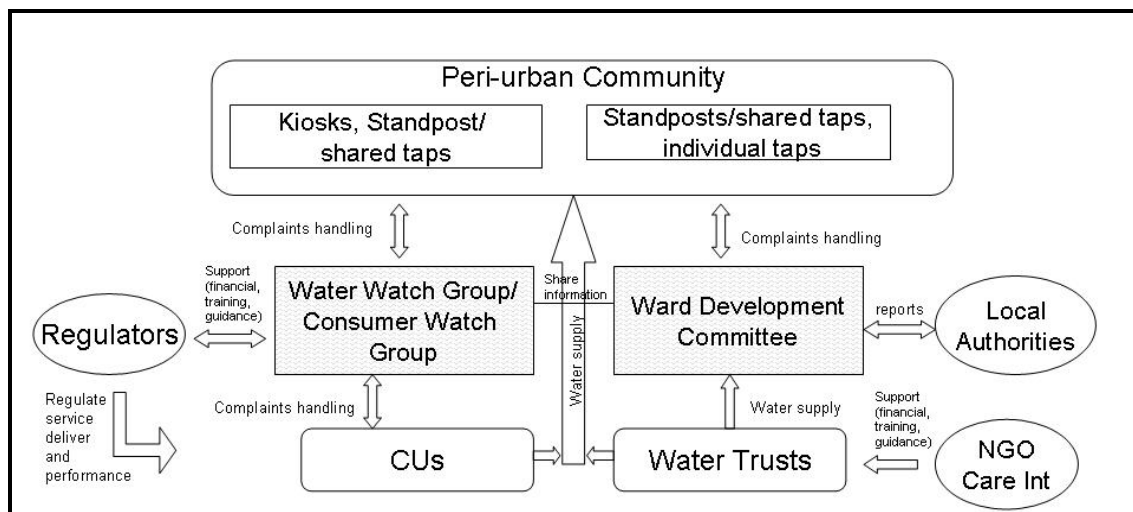 Peri-urban Community
Kiosks, Standpost/
shared taps
Standposts/shared taps,
individual taps
Complaints handling
Complaints handling
Support
(financial,
training,
guidance)
Water Watch Group/
Consumer Watch
Group
Share
information
Water supply
Ward Development
Committee
reports
Local
Authorities
Regulators
Regulate
service
deliver
and
performance
Complaints handling
Water supply
Support
(financial,
training,
guidance)
CUs
Water Trusts
NGO
Care Int